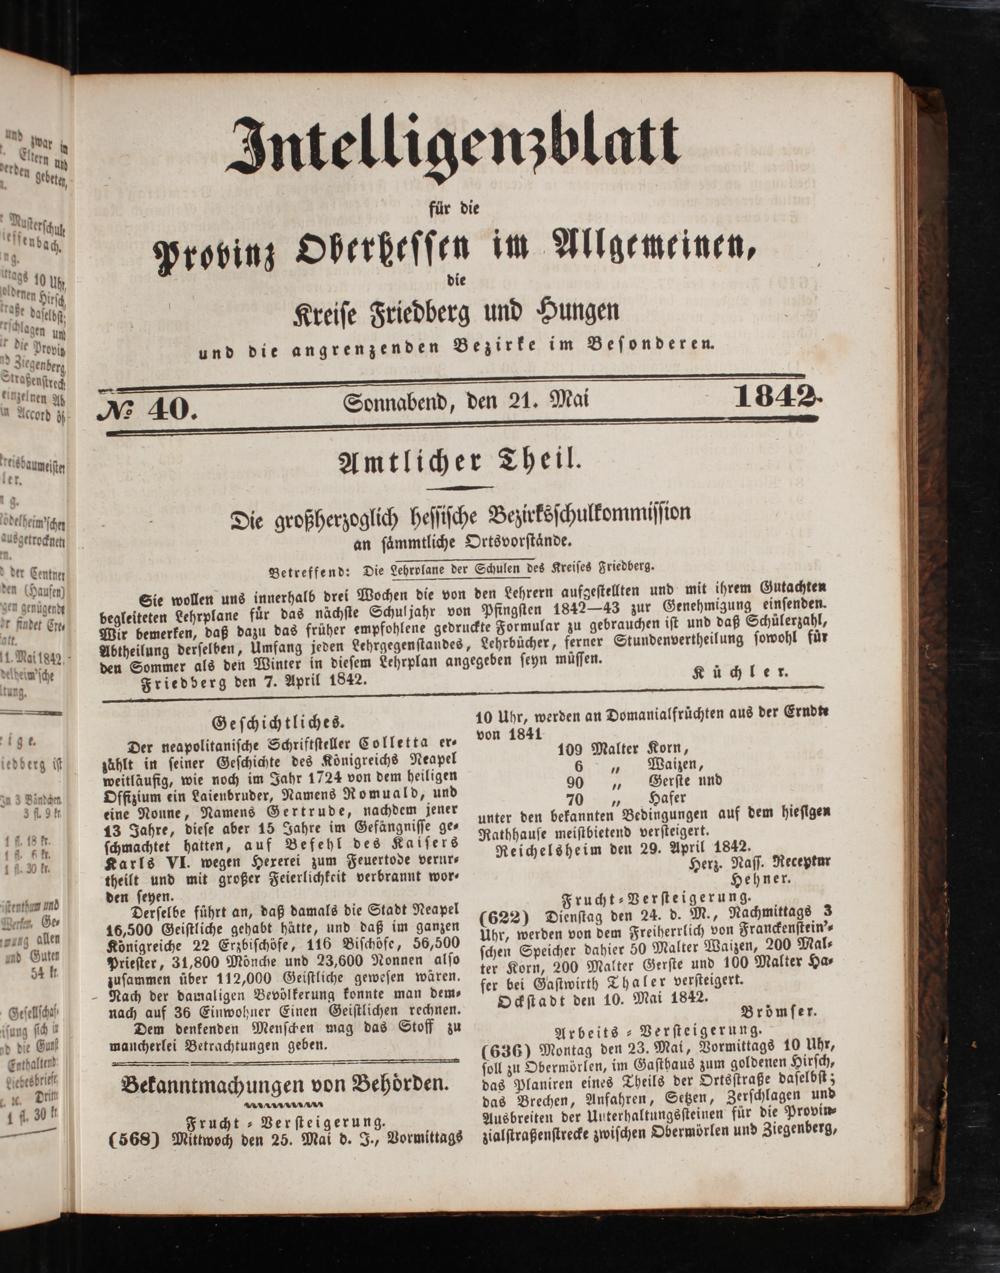 Intelligenzblatt
für die
Provinz Oberhessen im Allgemeinen,
die
Kreise Friedberg und Hungen
und die angrenzenden Bezirke im Besonderen.
№ 40. Sonnabend, den 21. Mai 1842.
Amtlicher Theil.
Die großherzoglich hessische Bezirksschulkommission
an sämmtliche Ortsvorstände.
Betreffend: Die Lehrplane der Schulen des Kreises Friedberg.
Sie wollen uns innerhalb drei Wochen die von den Lehrern aufgestellten und mit ihrem Gutachten
begleiteten Lehrplane für das nächste Schuljahr von Pfingsten 1842—43 zur Genehmigung einsenden.
Wir bemerken, daß dazu das früher empfohlene gedruckte Formular zu gebrauchen ist und daß Schülerzahl,
Abtheilung derselben, Umfang jeden Lehrgegenstandes, Lehrbücher, ferner Stundenvertheilung sowohl für
den Sommer als den Winter in diesem Lehrplan angegeben seyn müssen.
Friedberg den 7. April 1842. Küchler.
Geschichtliches.
Der neapolitanische Schriftsteller Colletta er-
zählt in seiner Geschichte des Königreichs Neapel
weitläufig, wie noch im Jahr 1724 von dem heiligen
Offizium ein Laienbruder, Namens Romuald, und
eine Nonne, Namens Gertrude, nachdem jener
13 Jahre, diese aber 15 Jahre im Gefängnisse ge-
schmachtet hatten, auf Befehl des Kaisers
Karls VI. wegen Hexerei zum Feuertode verur-
theilt und mit großer Feierlichkeit verbrannt wor-
den seyen.
Derselbe führt an, daß damals die Stadt Neapel
16,500 Geistliche gehabt hätte, und daß im ganzen
Königreiche 22 Erzbischöfe, 116 Bischöfe, 56,500
Priester, 31,800 Mönche und 23,600 Nonnen also
zusammen über 112,000 Geistliche gewesen wären.
Nach der damaligen Bevölkerung konnte man dem-
nach auf 36 Einwohner Einen Geistlichen rechnen.
Dem denkenden Menschen mag das Stoff zu
mancherlei Betrachtungen geben.
Bekanntmachungen von Behörden.
Frucht-Versteigerung.
(568) Mittwoch den 25. Mai d. J., Vormittags
10 Uhr, werden an Domanialfrüchten aus der Erndte
von 1841
109 Malter Korn,
6 „ Waizen,
90 „ Gerste und
70 „ Hafer
unter den bekannten Bedingungen auf dem hiesigen
Rathhause meistbietend versteigert.
Reichelsheim den 29. April 1842.
Herz. Nass. Receptur
Hehner.
Frucht-Versteigerung.
(622) Dienstag den 24. d. M., Nachmittags 3
Uhr, werden von dem Freiherrlich von Franckenstein'-
schen Speicher dahier 50 Malter Waizen, 200 Mal-
ter Korn, 200 Malter Gerste und 100 Malter Ha-
fer bei Gastwirth Thaler versteigert.
Ockstadt den 10. Mai 1842.
Brömser.
Arbeits-Versteigerung.
(636) Montag den 23. Mai, Vormittags 10 Uhr,
soll zu Obermörlen, im Gasthaus zum goldenen Hirsch,
das Planiren eines Theils der Ortsstraße daselbst;
das Brechen, Anfahren, Setzen, Zerschlagen und
Ausbreiten der Unterhaltungssteinen für die Provin-
zialstraßenstrecke zwischen Obermörlen und Ziegenberg,